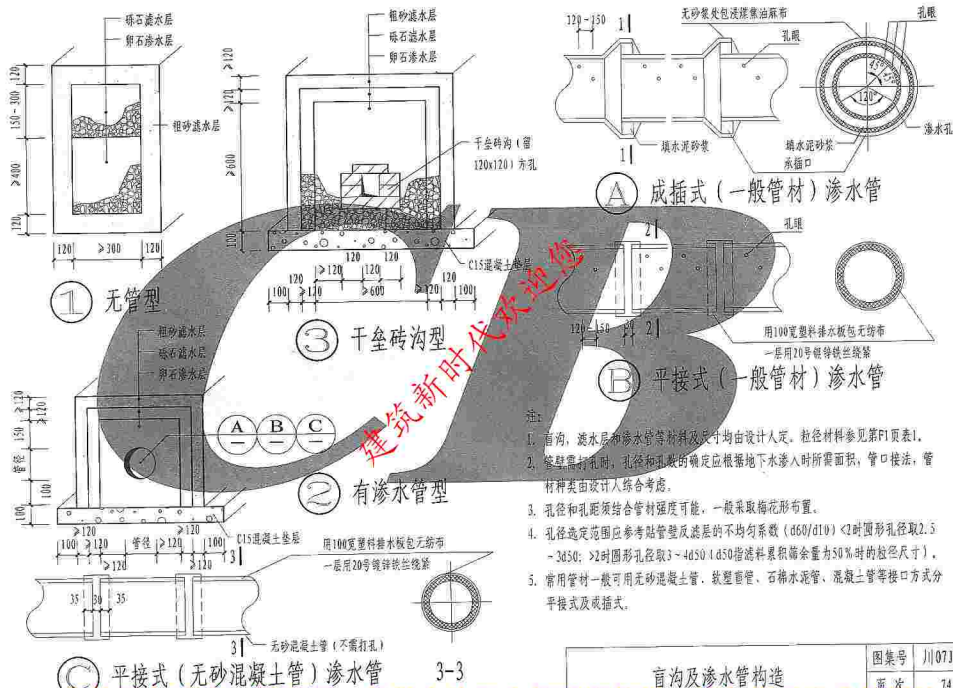 砾石滤水层
卵石渗水层
粗砂滤水层
120
150~300
≥400
120
120
≥300
120
1 无管型
粗砂滤水层
砾石滤水层
卵石渗水层
≥120
≥120
≥600
100
干垒砖沟（留
120x120）方孔
C15混凝土垫层
120
120
≥120
120
120
100
≥120
≥600
≥120
100
3 干垒砖沟型
120~150
1
无砂浆处包浸煤焦油麻布
孔眼
孔眼
45°
45°
120°
渗水孔
填水泥砂浆
填水泥砂浆
承插口
1
A 成插式（一般管材）渗水管
2
孔眼
120~150
2
用100宽塑料排水板包无纺布
一层用20号镀锌铁丝绕紧
B 平接式（一般管材）渗水管
粗砂滤水层
砾石滤水层
卵石渗水层
≥120
≥120
150
管径
100
100
A B C
2 有渗水管型
C15混凝土垫层
≥120
≥120
100
≥120
管径
≥120
100
≥120
3
用100宽塑料排水板包无纺布
一层用20号镀锌铁丝绕紧
35
30
35
3
无砂混凝土管（不需打孔）
C 平接式（无砂混凝土管）渗水管
3-3
建筑新时代欢迎您
CB
注：
1. 盲沟，滤水层和渗水管等材料及尺寸均由设计人定。粒径材料参见第F1页表1。
2. 管壁需打孔时，孔径和孔数的确定应根据地下水渗入时所需面积，管口接法，管
材种类由设计人综合考虑。
3. 孔径和孔距须结合管材强度可能，一般采取梅花形布置。
4. 孔径选定范围应参考贴管壁及滤层的不均匀系数（d60/d10）<2时圆形孔径取2.5
~3d50; >2时圆形孔径取3~4d50（d50指滤料累积筛余量为50%时的粒径尺寸）。
5. 常用管材一般可用无砂混凝土管、软塑盲管、石棉水泥管、混凝土管等接口方式分
平接式及成插式。
盲沟及渗水管构造
图集号
川07J
页次
74